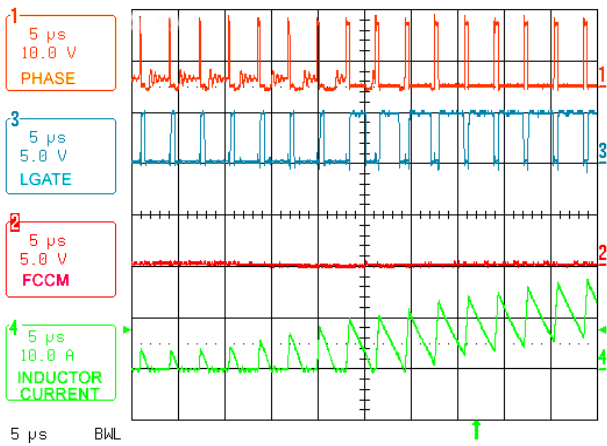 1
5 µs
10.0 V
PHASE
1
3
5 µs
5.0 V
LGATE
3
2
5 µs
5.0 V
FCCM
2
4
5 µs
10.0 A
INDUCTOR
CURRENT
4
5 µs BWL